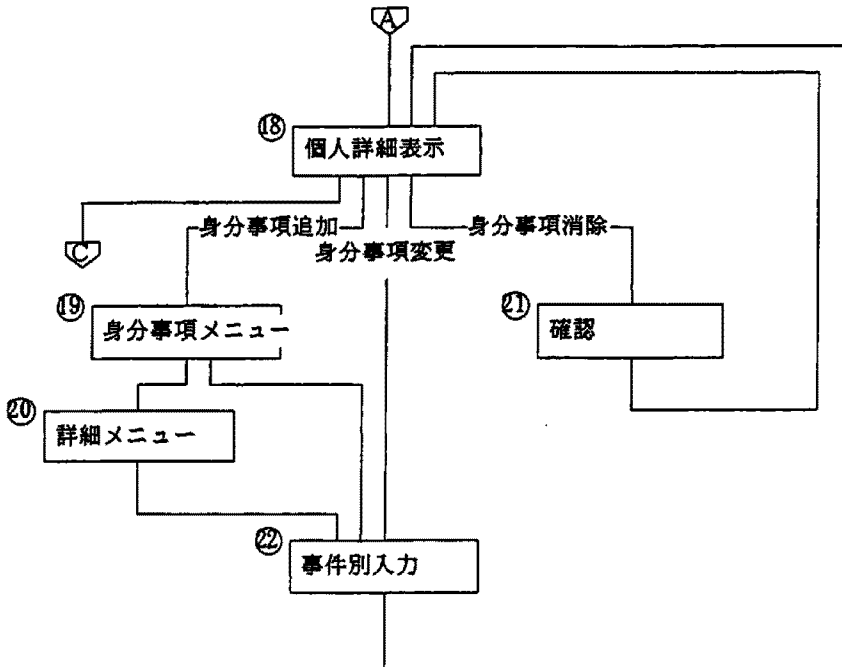 A
⑱
個人詳細表示
C
身分事項追加
身分事項変更
身分事項消除
⑲
身分事項メニュー
㉑
確認
⑳
詳細メニュー
㉒
事件別入力